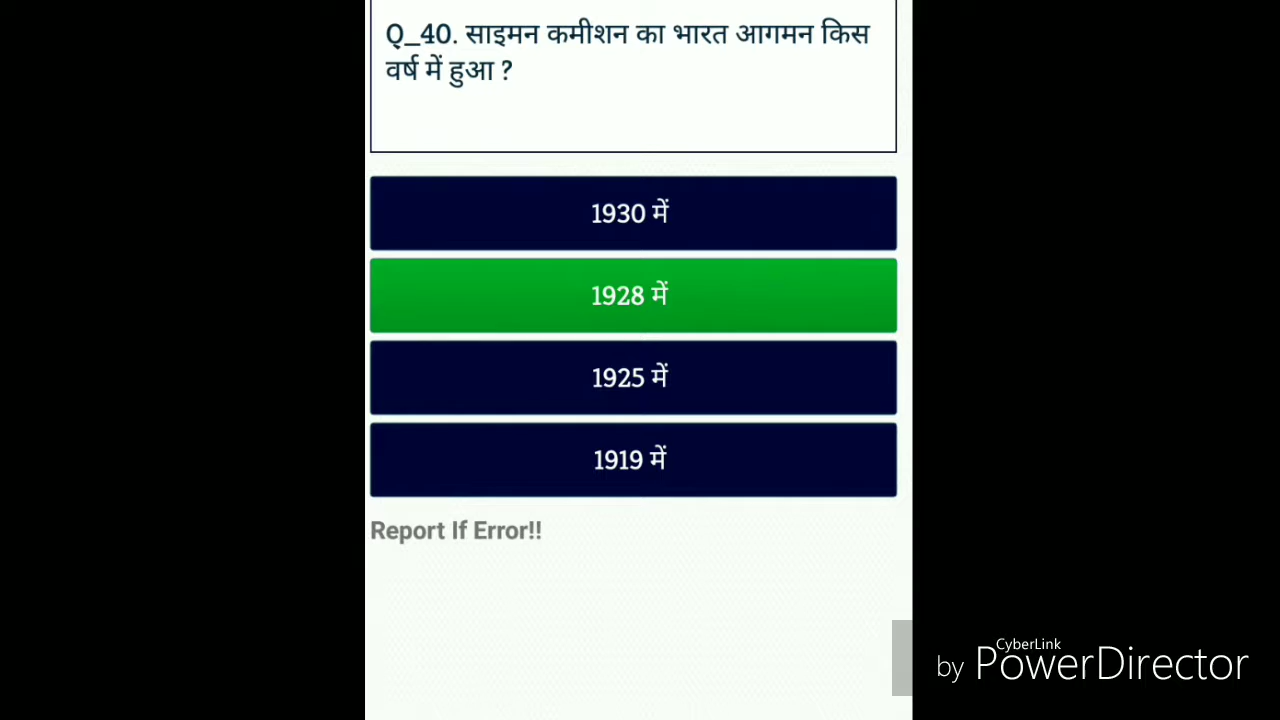 Q_40. साइमन कमीशन का भारत आगमन किस
वर्ष में हुआ ?
1930 में
1928 में
1925 में
1919 में
Report If Error!!
CyberLink
by PowerDirector